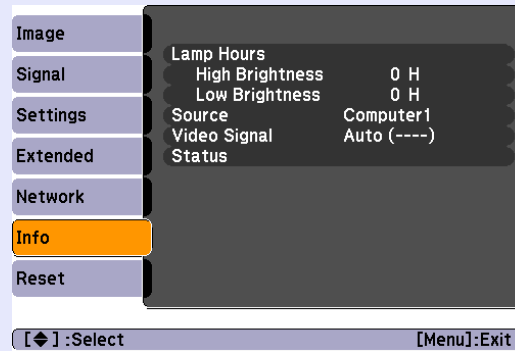 Image
Signal
Settings
Extended
Network
Info
Reset
Lamp Hours
High Brightness 0 H
Low Brightness 0 H
Source Computer1
Video Signal Auto (----)
Status
[◆] :Select [Menu]:Exit